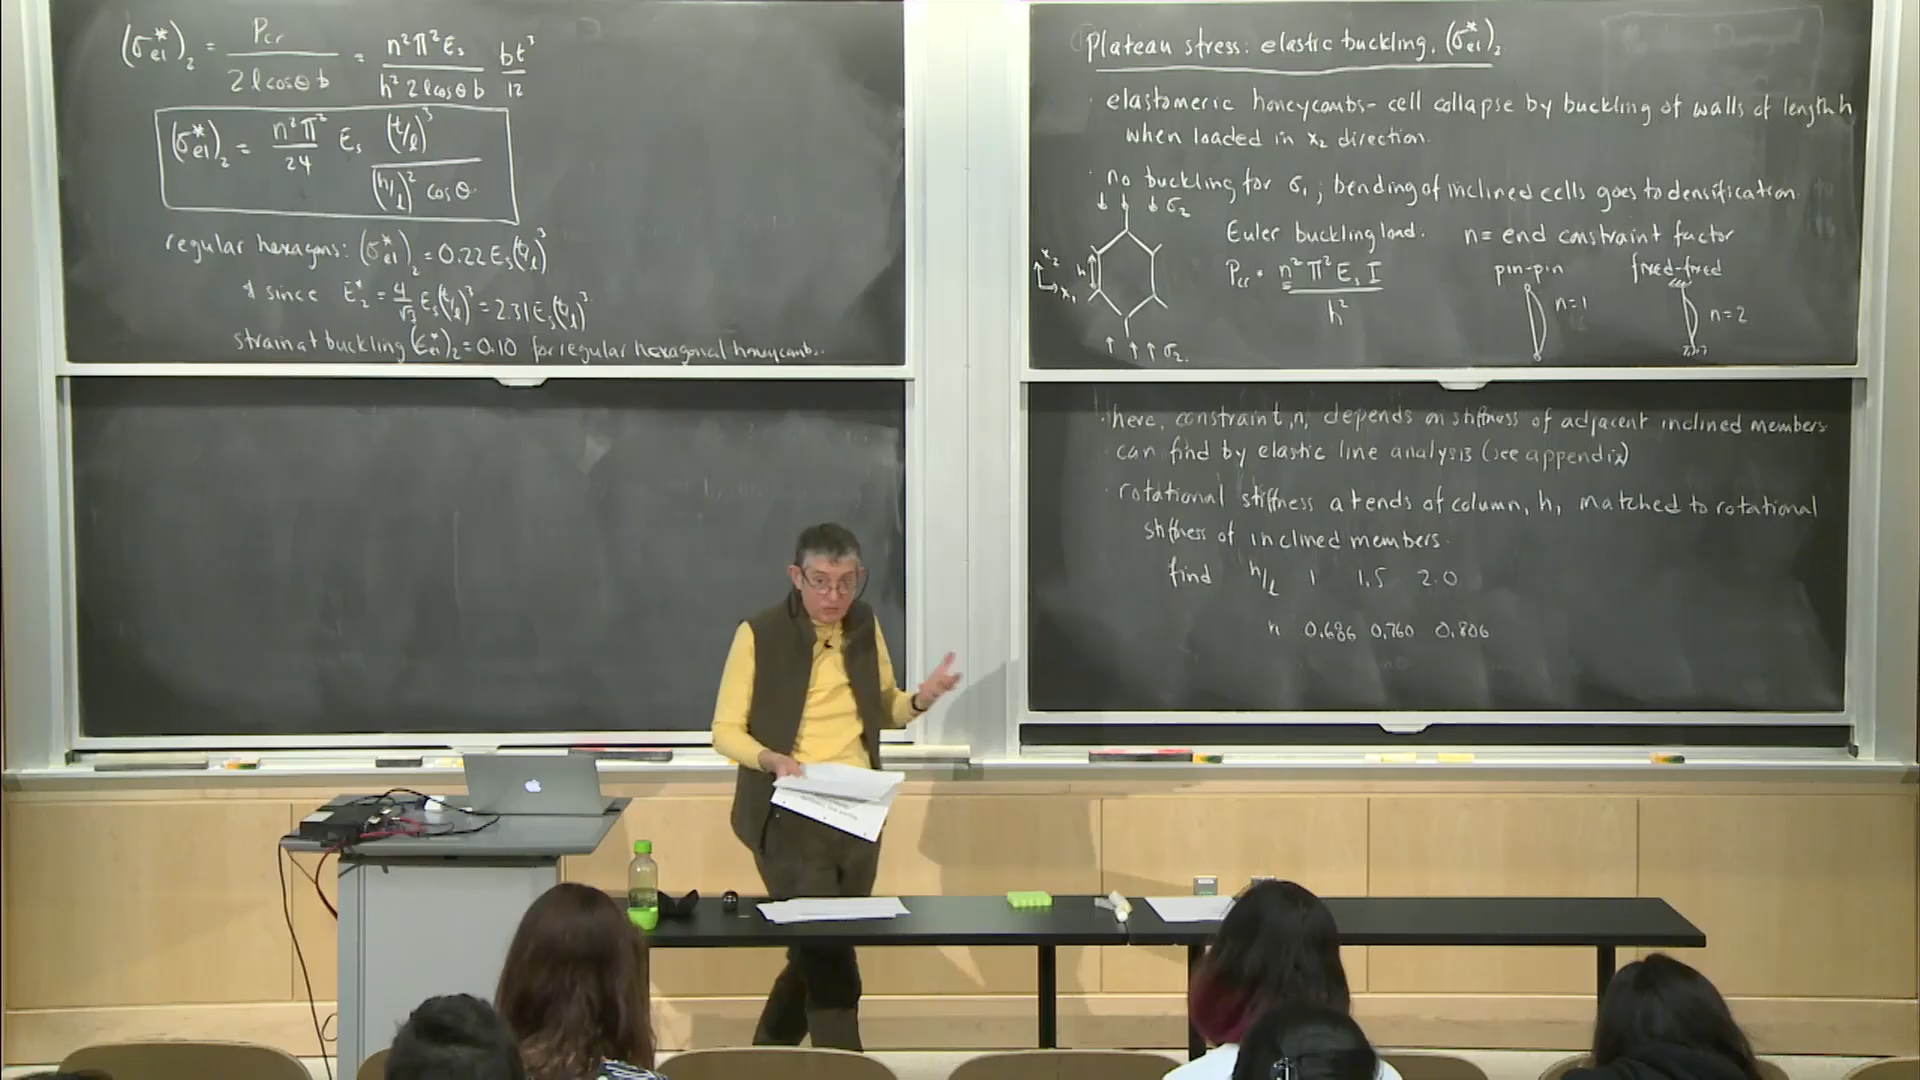 (σ*el)₂ = Pcr / 2 l cosθ b = n²π²Es / h² 2 l cosθ b bt³/12
(σ*el)₂ = n²π²/24 Es (t/l)³ / (h/l)² cosθ
regular hexagons: (σ*el)₂ = 0.22 Es (t/l)³
& since E*₂ = 4/√3 Es (t/l)³ = 2.31 Es (t/l)³
strain at buckling (ε*el)₂ = 0.10 for regular hexagonal honeycombs.
Plateau stress: elastic buckling, (σ*el)₂
· elastomeric honeycombs - cell collapse by buckling of walls of length h
when loaded in x₂ direction.
· no buckling for σ₁; bending of inclined cells goes to densification.
σ₂
x₂
x₁
h
σ₂
Euler buckling load.
Pcr = n²π²EsI / h²
n = end constraint factor
pin-pin fixed-fixed
n=1 n=2
· here, constraint, n, depends on stiffness of adjacent inclined members
· can find by elastic line analysis (see appendix)
· rotational stiffness at ends of column, h, matched to rotational
stiffness of inclined members.
find h/l 1 1.5 2.0
n 0.686 0.760 0.806